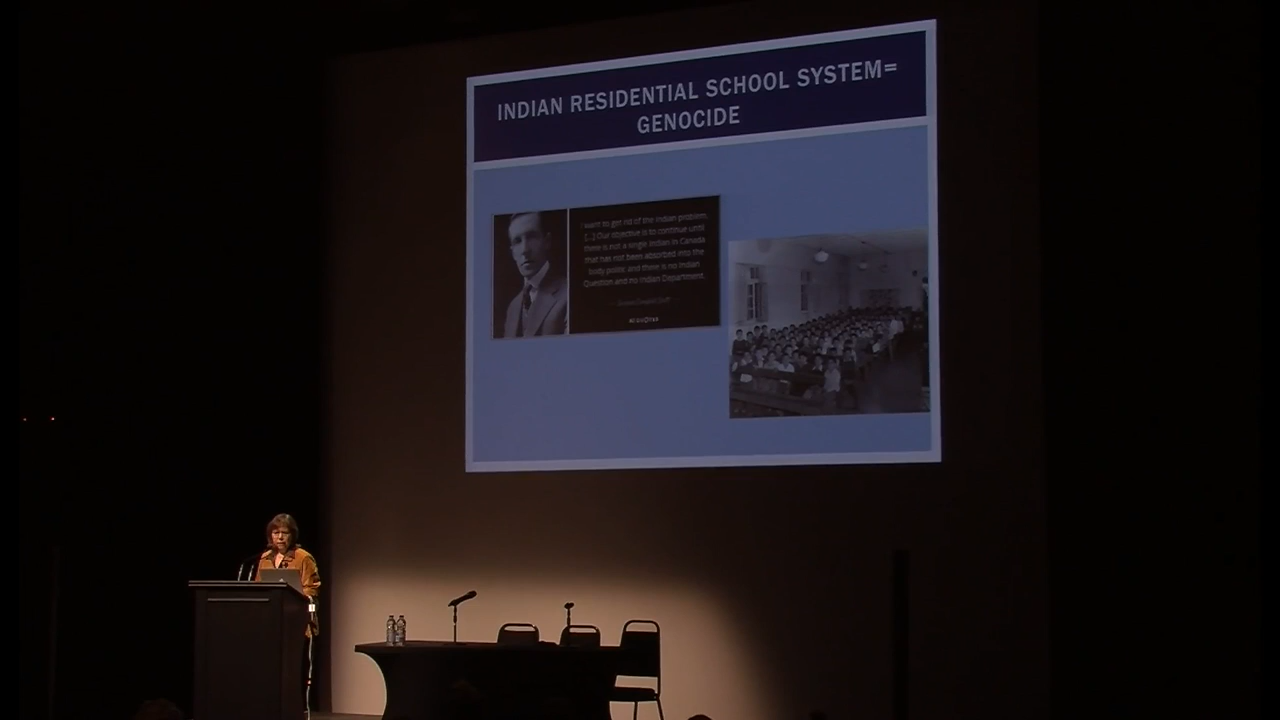 INDIAN RESIDENTIAL SCHOOL SYSTEM=
GENOCIDE
I want to get rid of the Indian problem.
[...] Our objective is to continue until
there is not a single Indian in Canada
that has not been absorbed into the
body politic, and there is no Indian
Question and no Indian Department.